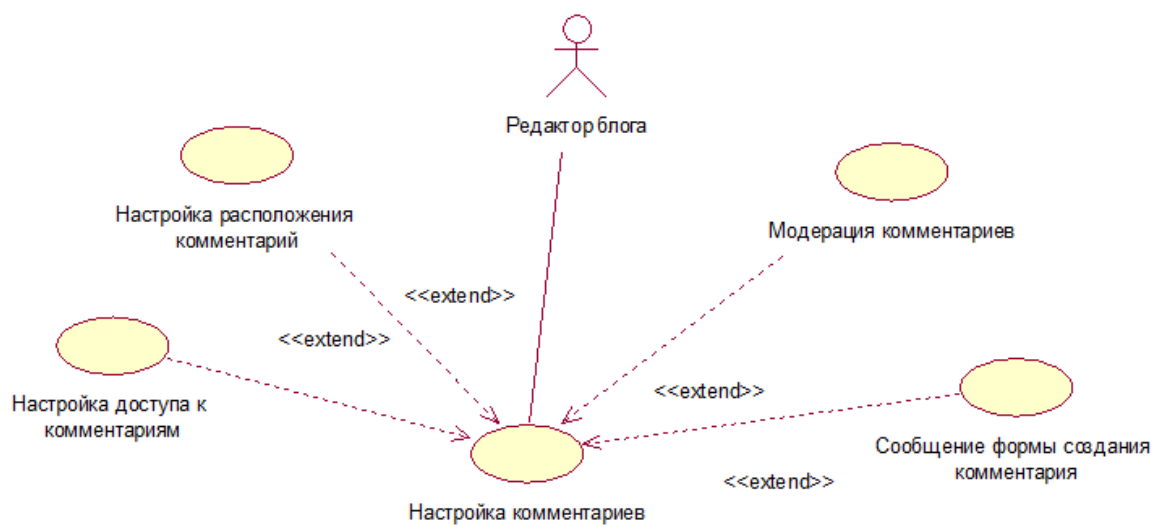 Редактор блога
Настройка расположения
комментарий
Модерация комментариев
<<extend>>
<<extend>>
Настройка доступа к
комментариям
<<extend>>
Сообщение формы создания
комментария
<<extend>>
Настройка комментариев